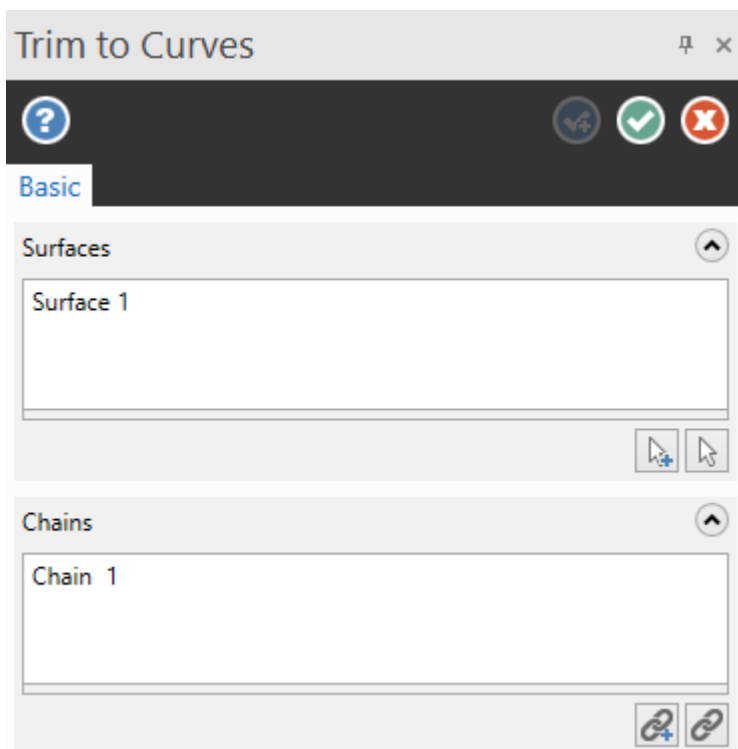 Trim to Curves
Basic
Surfaces
Surface 1
Chains
Chain 1